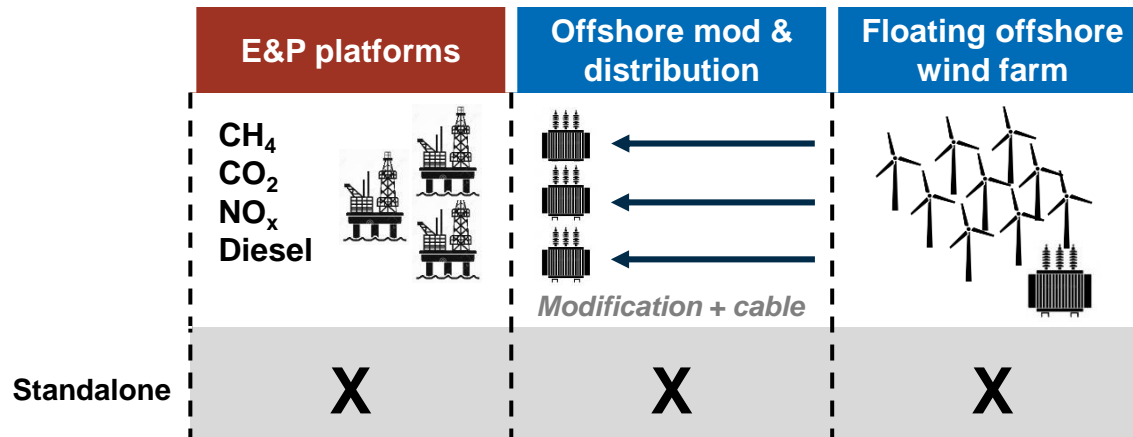 E&P platforms
Offshore mod &
distribution
Floating offshore
wind farm
CH₄
CO₂
NOₓ
Diesel
Modification + cable
Standalone
X
X
X